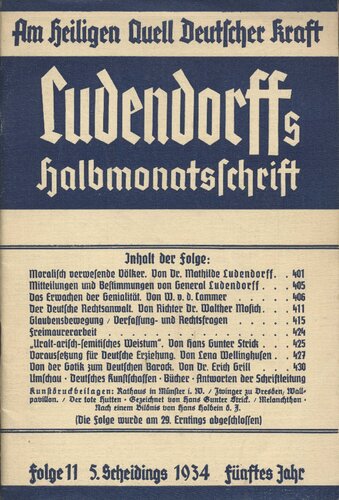 Am Heiligen Quell Deutscher Kraft
Ludendorffs
Halbmonatsschrift
Inhalt der Folge:
Moralisch verwesende Völker. Von Dr. Mathilde Ludendorff . . 401
Mitteilungen und Bestimmungen von General Ludendorff . . 405
Das Erwachen der Genialität. Von W. v. d. Cammer . . . . 406
Der Deutsche Rechtsanwalt. Von Richter Dr. Walther Mosich . . 411
Glaubensbewegung / Verfassung- und Rechtsfragen . . . . 415
Freimaurerarbeit . . . . 424
„Uralt-arisch-semitisches Weistum“. Von Hans Gunter Strick . . 425
Voraussetzung für Deutsche Erziehung. Von Lena Wellinghusen . 427
Von der Gotik zum Deutschen Barock. Von Dr. Erich Grill . . 430
Umschau · Deutsches Kunstschaffen · Bücher · Antworten der Schriftleitung
Kunstdruckbeilagen: Rathaus in Münster i. W. / Zwinger zu Dresden, Wall-
pavillon. / Der tote Hutten · Gezeichnet von Hans Gunter Strick. / Melanchthon ·
Nach einem Bildnis von Hans Holbein d. J.
(Die Folge wurde am 29. Erntings abgeschlossen)
Folge 11 5. Scheidings 1934 Fünftes Jahr